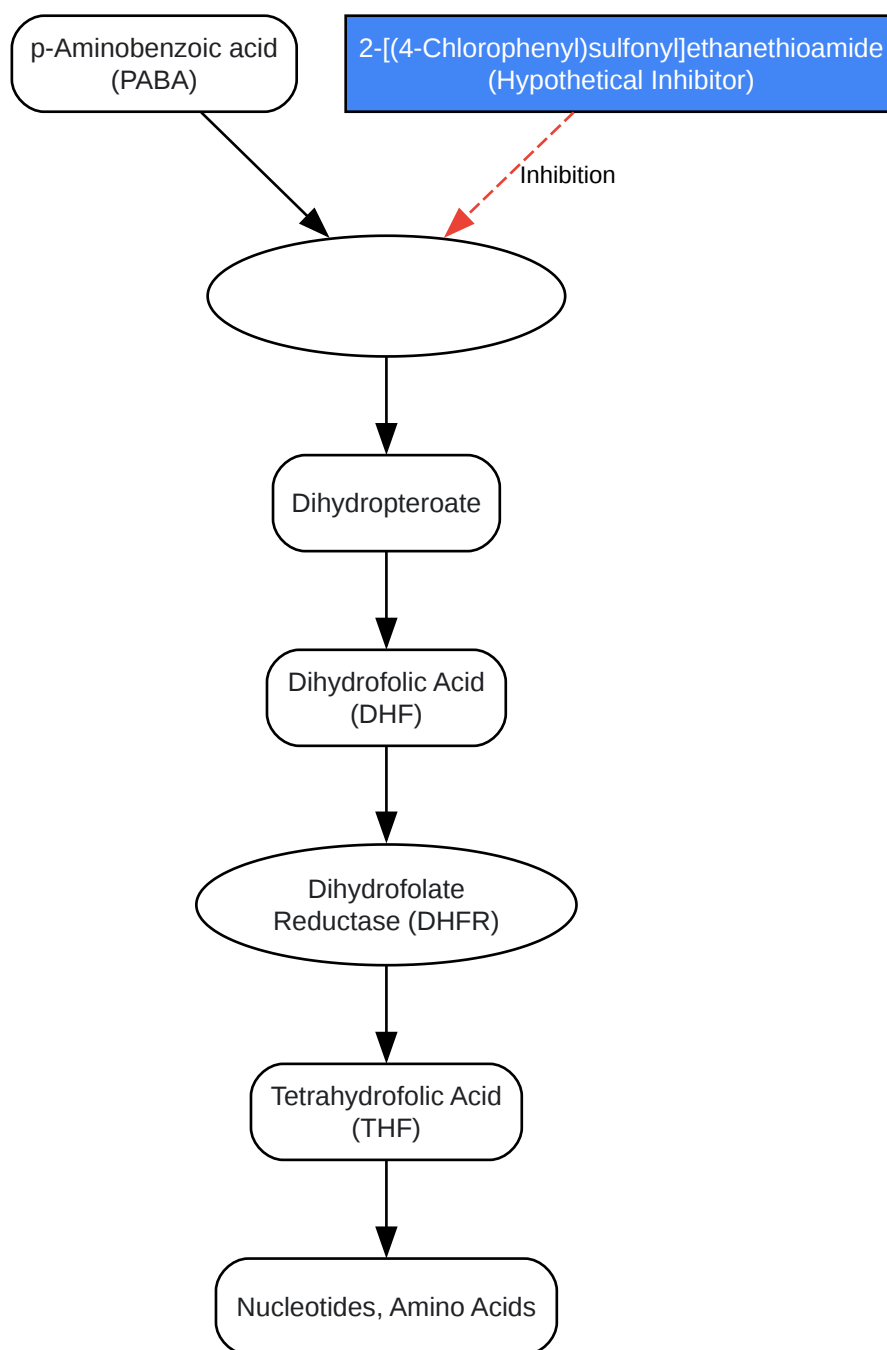 p-Aminobenzoic acid
(PABA)
2-[(4-Chlorophenyl)sulfonyl]ethanethioamide
(Hypothetical Inhibitor)
Inhibition
Dihydropteroate
Dihydrofolic Acid
(DHF)
Dihydrofolate
Reductase (DHFR)
Tetrahydrofolic Acid
(THF)
Nucleotides, Amino Acids